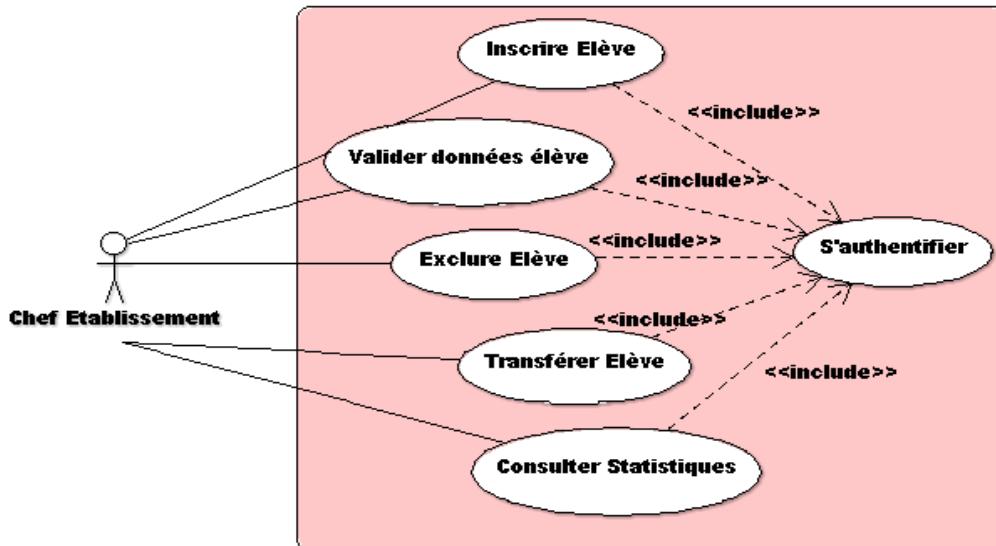 Inscrire Elève
<<include>>
Valider données élève
<<include>>
S'authentifier
<<include>>
Exclure Elève
Chef Etablissement
<<include>>
Transférer Elève
<<include>>
Consulter Statistiques